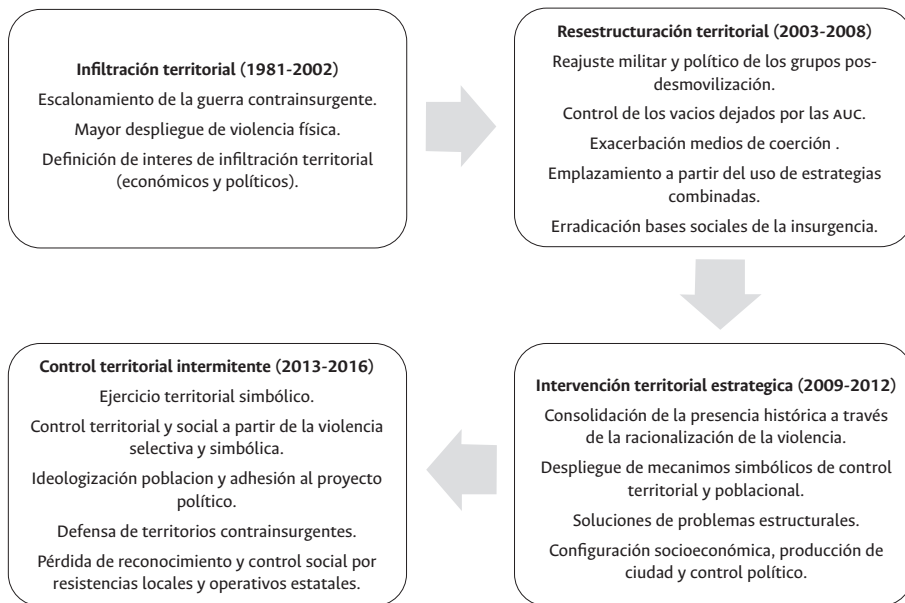 Infiltración territorial (1981-2002)
Escalonamiento de la guerra contrainsurgente.
Mayor despliegue de violencia física.
Definición de interes de infiltración territorial
(económicos y políticos).
Resestructuración territorial (2003-2008)
Reajuste militar y político de los grupos pos-
desmovilización.
Control de los vacios dejados por las AUC.
Exacerbación medios de coerción .
Emplazamiento a partir del uso de estrategias
combinadas.
Erradicación bases sociales de la insurgencia.
Intervención territorial estrategica (2009-2012)
Consolidación de la presencia histórica a través
de la racionalización de la violencia.
Despliegue de mecanimos simbólicos de control
territorial y poblacional.
Soluciones de problemas estructurales.
Configuración socioeconómica, producción de
ciudad y control político.
Control territorial intermitente (2013-2016)
Ejercicio territorial simbólico.
Control territorial y social a partir de la violencia
selectiva y simbólica.
Ideologización poblacion y adhesión al proyecto
político.
Defensa de territorios contrainsurgentes.
Pérdida de reconocimiento y control social por
resistencias locales y operativos estatales.